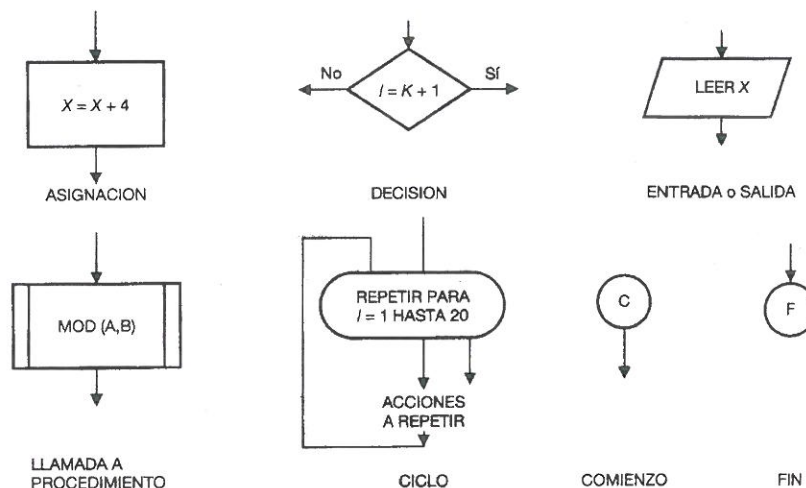 X = X + 4
ASIGNACION
No
I = K + 1
Sí
DECISION
LEER X
ENTRADA o SALIDA
MOD (A,B)
LLAMADA A
PROCEDIMIENTO
REPETIR PARA
I = 1 HASTA 20
ACCIONES
A REPETIR
CICLO
C
COMIENZO
F
FIN